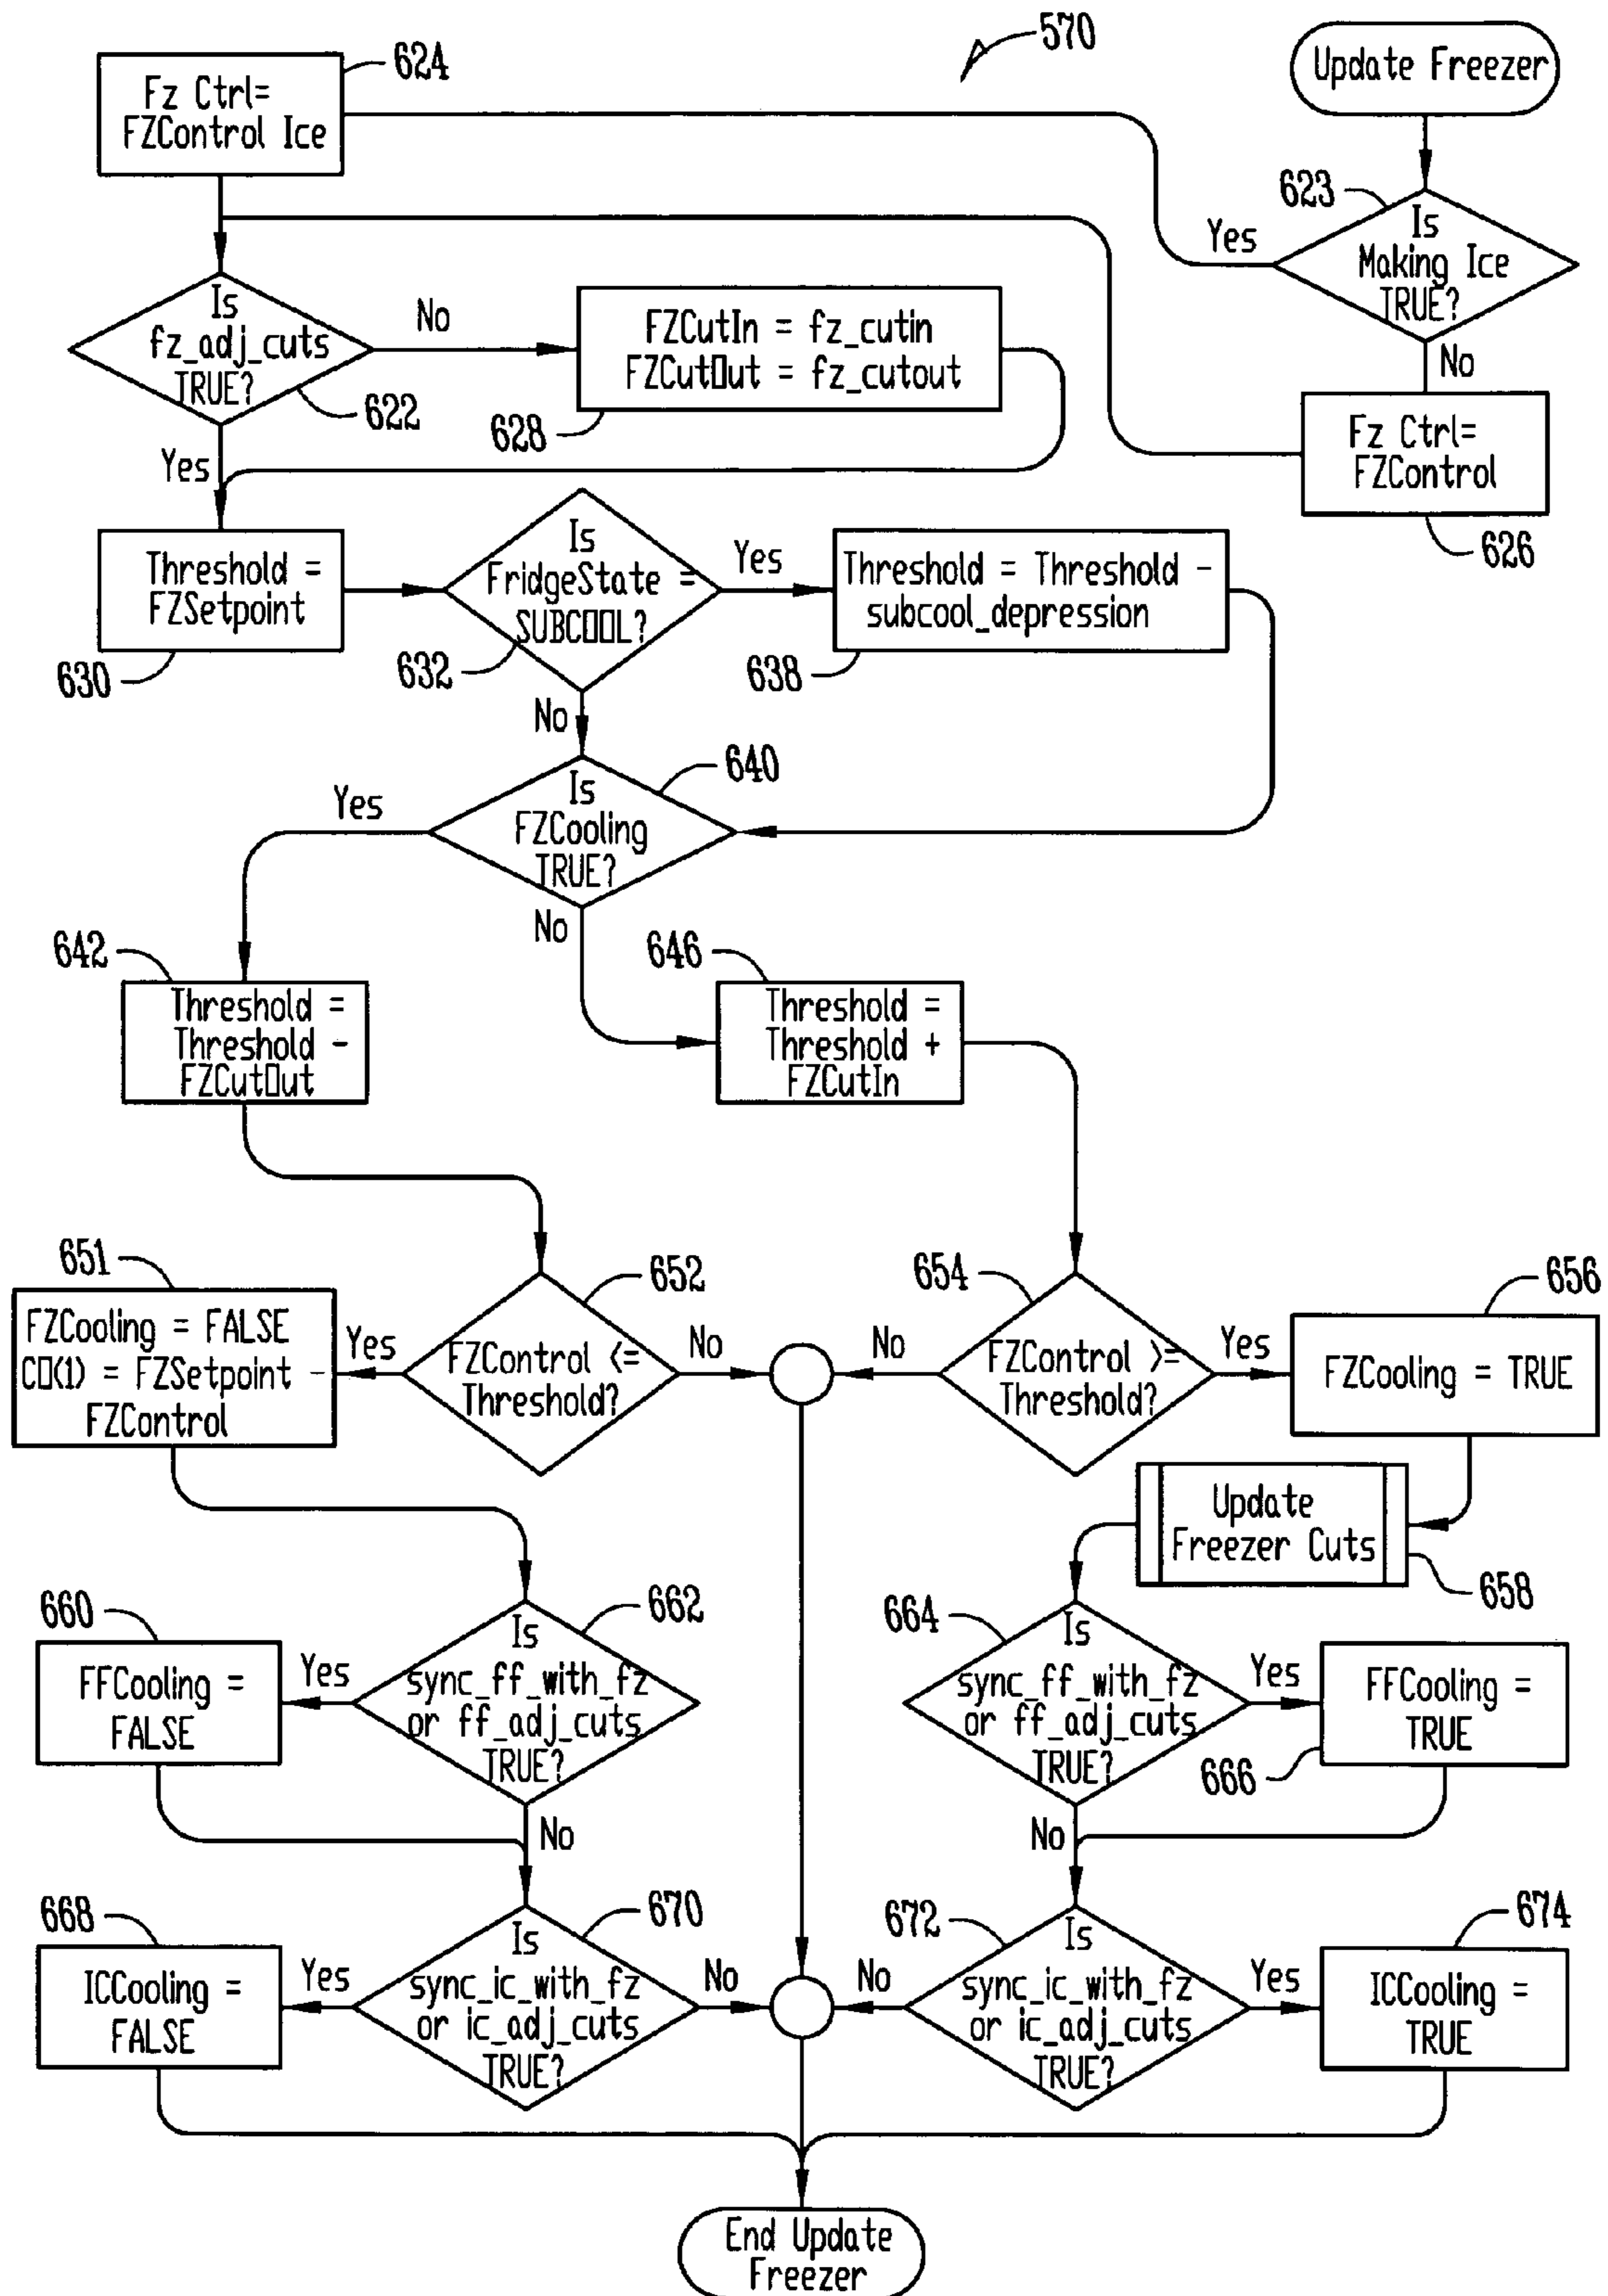 570
Update Freezer
624
Fz Ctrl=
FZControl Ice
623
Is
Making Ice
TRUE?
Yes
No
Is
fz_adj_cuts
TRUE?
622
No
Yes
FZCutIn = fz_cutin
FZCutOut = fz_cutout
628
Fz Ctrl=
FZControl
626
Threshold =
FZSetpoint
630
Is
FridgeState =
SUBCOOL?
632
Yes
No
Threshold = Threshold -
subcool_depression
638
640
Is
FZCooling
TRUE?
Yes
No
642
Threshold =
Threshold -
FZCutOut
646
Threshold =
Threshold +
FZCutIn
651
FZCooling = FALSE
CO(1) = FZSetpoint -
FZControl
Yes
652
FZControl <=
Threshold?
No
654
No
FZControl >=
Threshold?
Yes
656
FZCooling = TRUE
Update
Freezer Cuts
658
660
FFCooling =
FALSE
Yes
662
Is
sync_ff_with_fz
or ff_adj_cuts
TRUE?
No
664
Is
sync_ff_with_fz
or ff_adj_cuts
TRUE?
Yes
No
FFCooling =
TRUE
666
668
ICCooling =
FALSE
Yes
670
Is
sync_ic_with_fz
or ic_adj_cuts
TRUE?
No
672
No
Is
sync_ic_with_fz
or ic_adj_cuts
TRUE?
Yes
674
ICCooling =
TRUE
End Update
Freezer